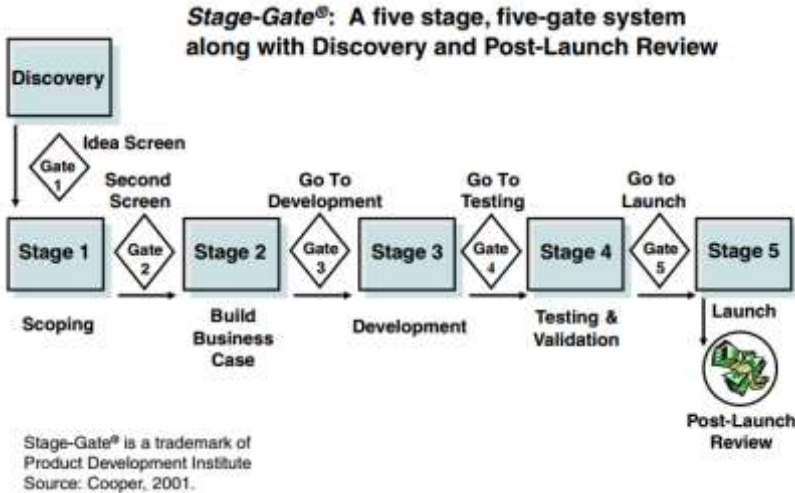 Stage-Gate®: A five stage, five-gate system
along with Discovery and Post-Launch Review
Discovery
Gate
1
Idea Screen
Second
Screen
Go To
Development
Go To
Testing
Go to
Launch
Stage 1
Gate
2
Stage 2
Gate
3
Stage 3
Gate
4
Stage 4
Gate
5
Stage 5
Scoping
Build
Business
Case
Development
Testing &
Validation
Launch
Post-Launch
Review
Stage-Gate® is a trademark of
Product Development Institute
Source: Cooper, 2001.